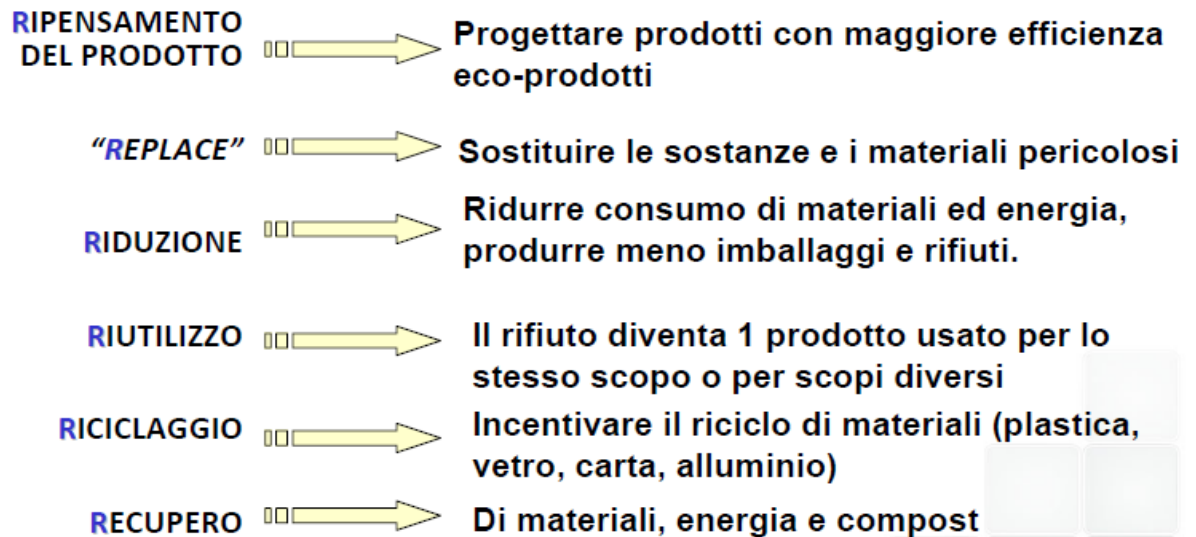 RIPENSAMENTO
DEL PRODOTTO
Progettare prodotti con maggiore efficienza
eco-prodotti
“REPLACE”
Sostituire le sostanze e i materiali pericolosi
RIDUZIONE
Ridurre consumo di materiali ed energia,
produrre meno imballaggi e rifiuti.
RIUTILIZZO
Il rifiuto diventa 1 prodotto usato per lo
stesso scopo o per scopi diversi
RICICLAGGIO
Incentivare il riciclo di materiali (plastica,
vetro, carta, alluminio)
RECUPERO
Di materiali, energia e compost